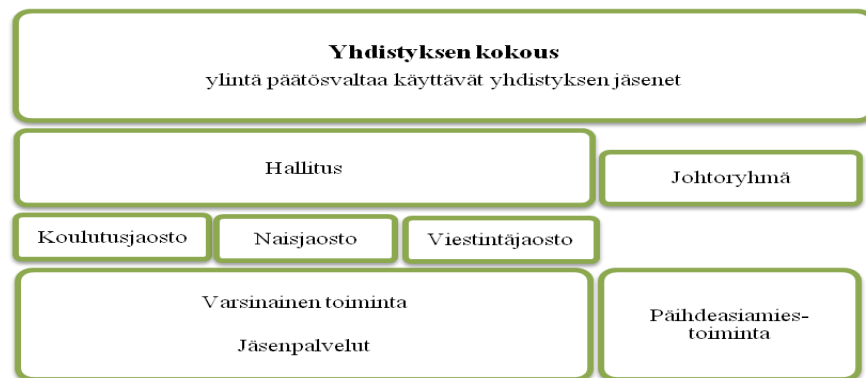 Yhdistyksen kokous
ylintä päätösvaltaa käyttävät yhdistyksen jäsenet
Hallitus
Johtoryhmä
Koulutusjaosto
Naisjaosto
Viestintäjaosto
Varsinainen toiminta
Jäsenpalvelut
Päihdeasiamies-
toiminta